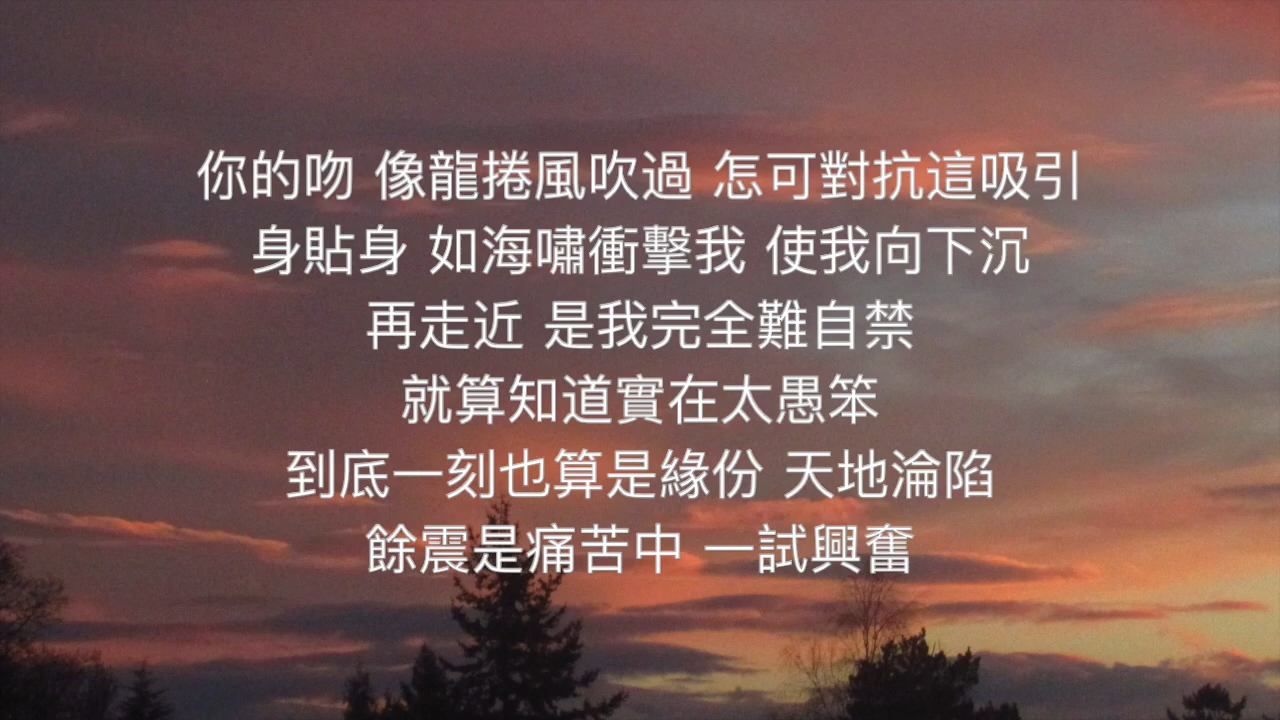 你的吻 像龍捲風吹過 怎可對抗這吸引
身貼身 如海嘯衝擊我 使我向下沉
再走近 是我完全難自禁
就算知道實在太愚笨
到底一刻也算是緣份 天地淪陷
餘震是痛苦中 一試興奮